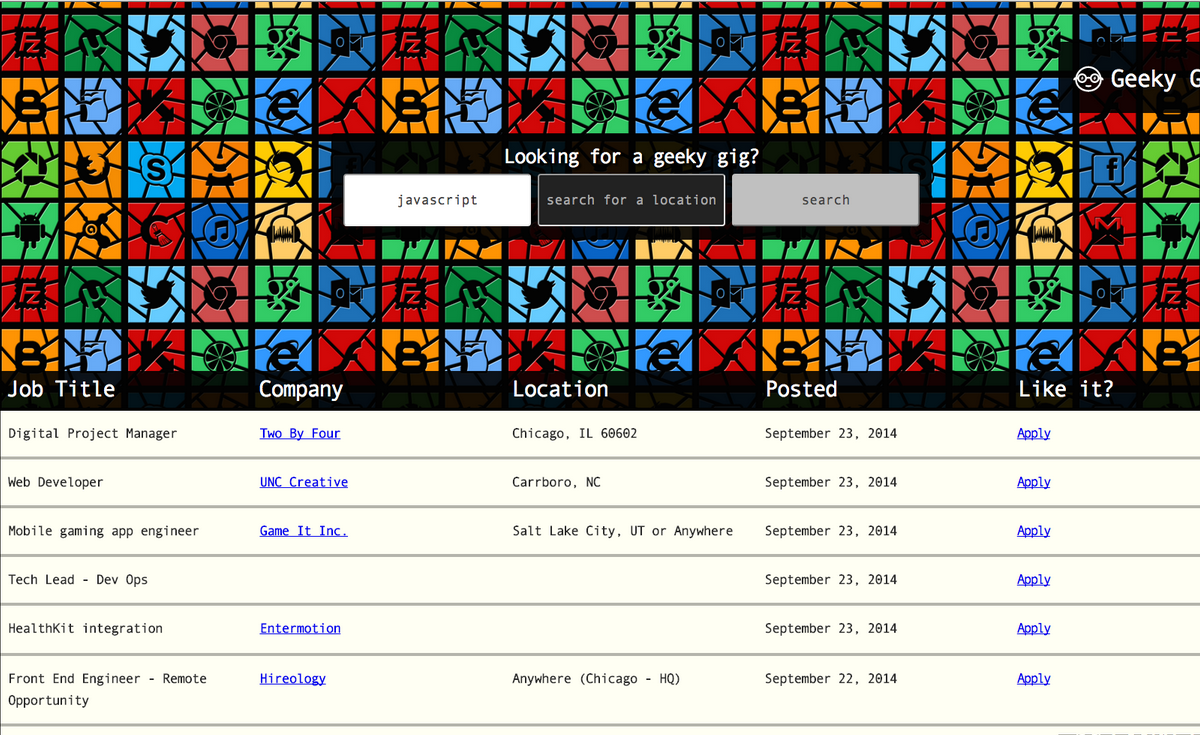 Geeky G
Looking for a geeky gig?
javascript search for a location search
Job Title Company Location Posted Like it?
Digital Project Manager Two By Four Chicago, IL 60602 September 23, 2014 Apply
Web Developer UNC Creative Carrboro, NC September 23, 2014 Apply
Mobile gaming app engineer Game It Inc. Salt Lake City, UT or Anywhere September 23, 2014 Apply
Tech Lead - Dev Ops September 23, 2014 Apply
HealthKit integration Entermotion September 23, 2014 Apply
Front End Engineer - Remote Hireology Anywhere (Chicago - HQ) September 22, 2014 Apply
Opportunity